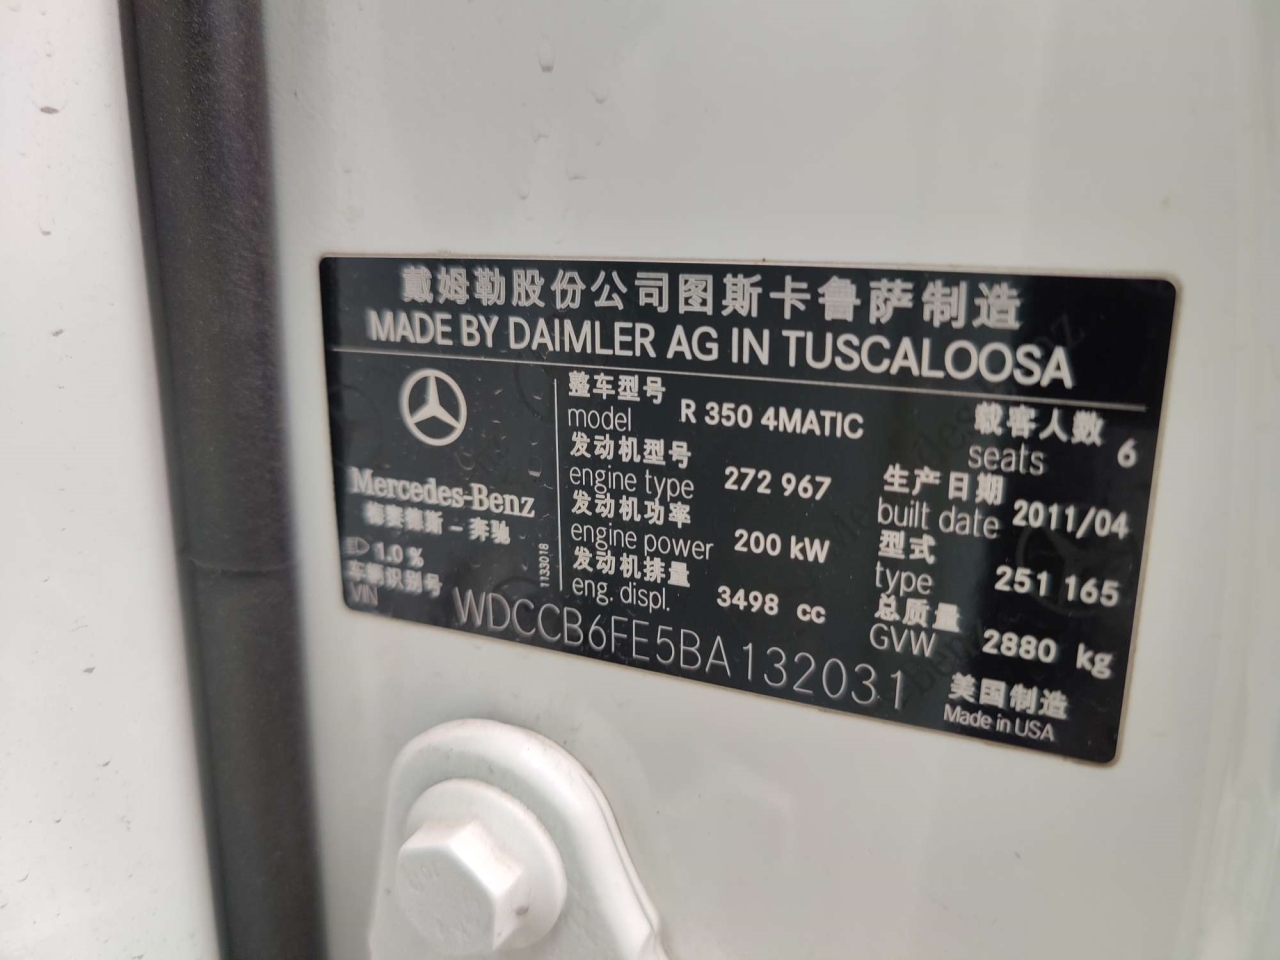 戴姆勒股份公司图斯卡鲁萨制造
MADE BY DAIMLER AG IN TUSCALOOSA
Mercedes-Benz
梅赛德斯－奔驰
1.0 %
1133018
整车型号
model R 350 4MATIC
载客人数
seats 6
发动机型号
engine type 272 967
生产日期
built date 2011/04
发动机功率
engine power 200 kW
型式
type 251 165
发动机排量
eng. displ. 3498 cc
总质量
GVW 2880 kg
车辆识别号
VIN WDCCB6FE5BA132031
美国制造
Made in USA